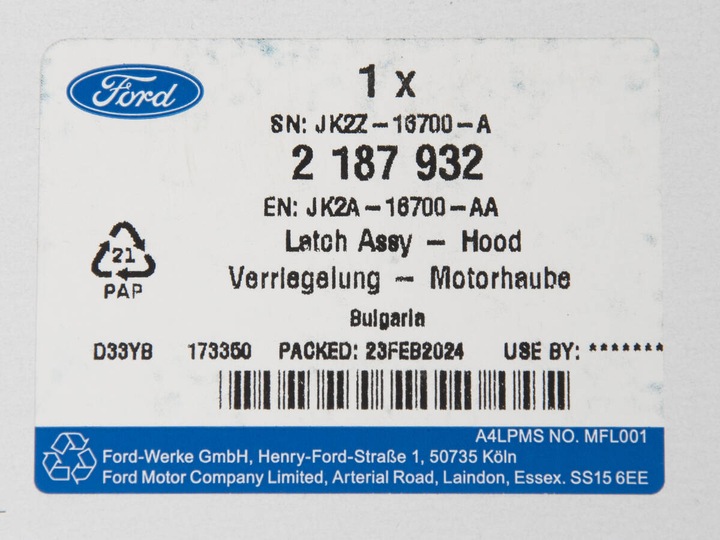 Ford
1 x
SN: JK2Z-16700-A
2 187 932
EN: JK2A-16700-AA
Latch Assy - Hood
Verriegelung - Motorhaube
21
PAP
Bulgaria
D33YB 173350 PACKED: 23FEB2024 USE BY: *******
A4LPMS NO. MFL001
Ford-Werke GmbH, Henry-Ford-Straße 1, 50735 Köln
Ford Motor Company Limited, Arterial Road, Laindon, Essex. SS15 6EE